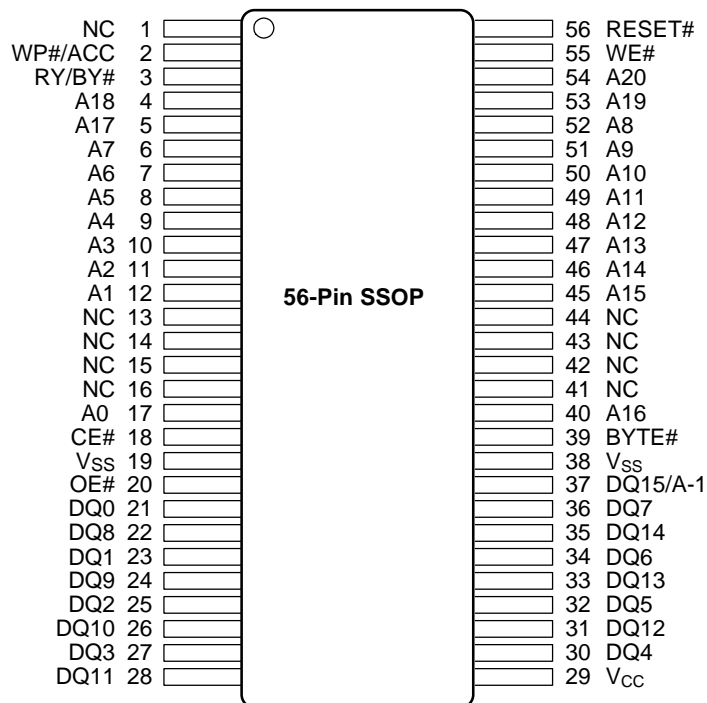 NC 1 56 RESET#
WP#/ACC 2 55 WE#
RY/BY# 3 54 A20
A18 4 53 A19
A17 5 52 A8
A7 6 51 A9
A6 7 50 A10
A5 8 49 A11
A4 9 48 A12
A3 10 47 A13
A2 11 46 A14
A1 12 56-Pin SSOP 45 A15
NC 13 44 NC
NC 14 43 NC
NC 15 42 NC
NC 16 41 NC
A0 17 40 A16
CE# 18 39 BYTE#
VSS 19 38 VSS
OE# 20 37 DQ15/A-1
DQ0 21 36 DQ7
DQ8 22 35 DQ14
DQ1 23 34 DQ6
DQ9 24 33 DQ13
DQ2 25 32 DQ5
DQ10 26 31 DQ12
DQ3 27 30 DQ4
DQ11 28 29 VCC